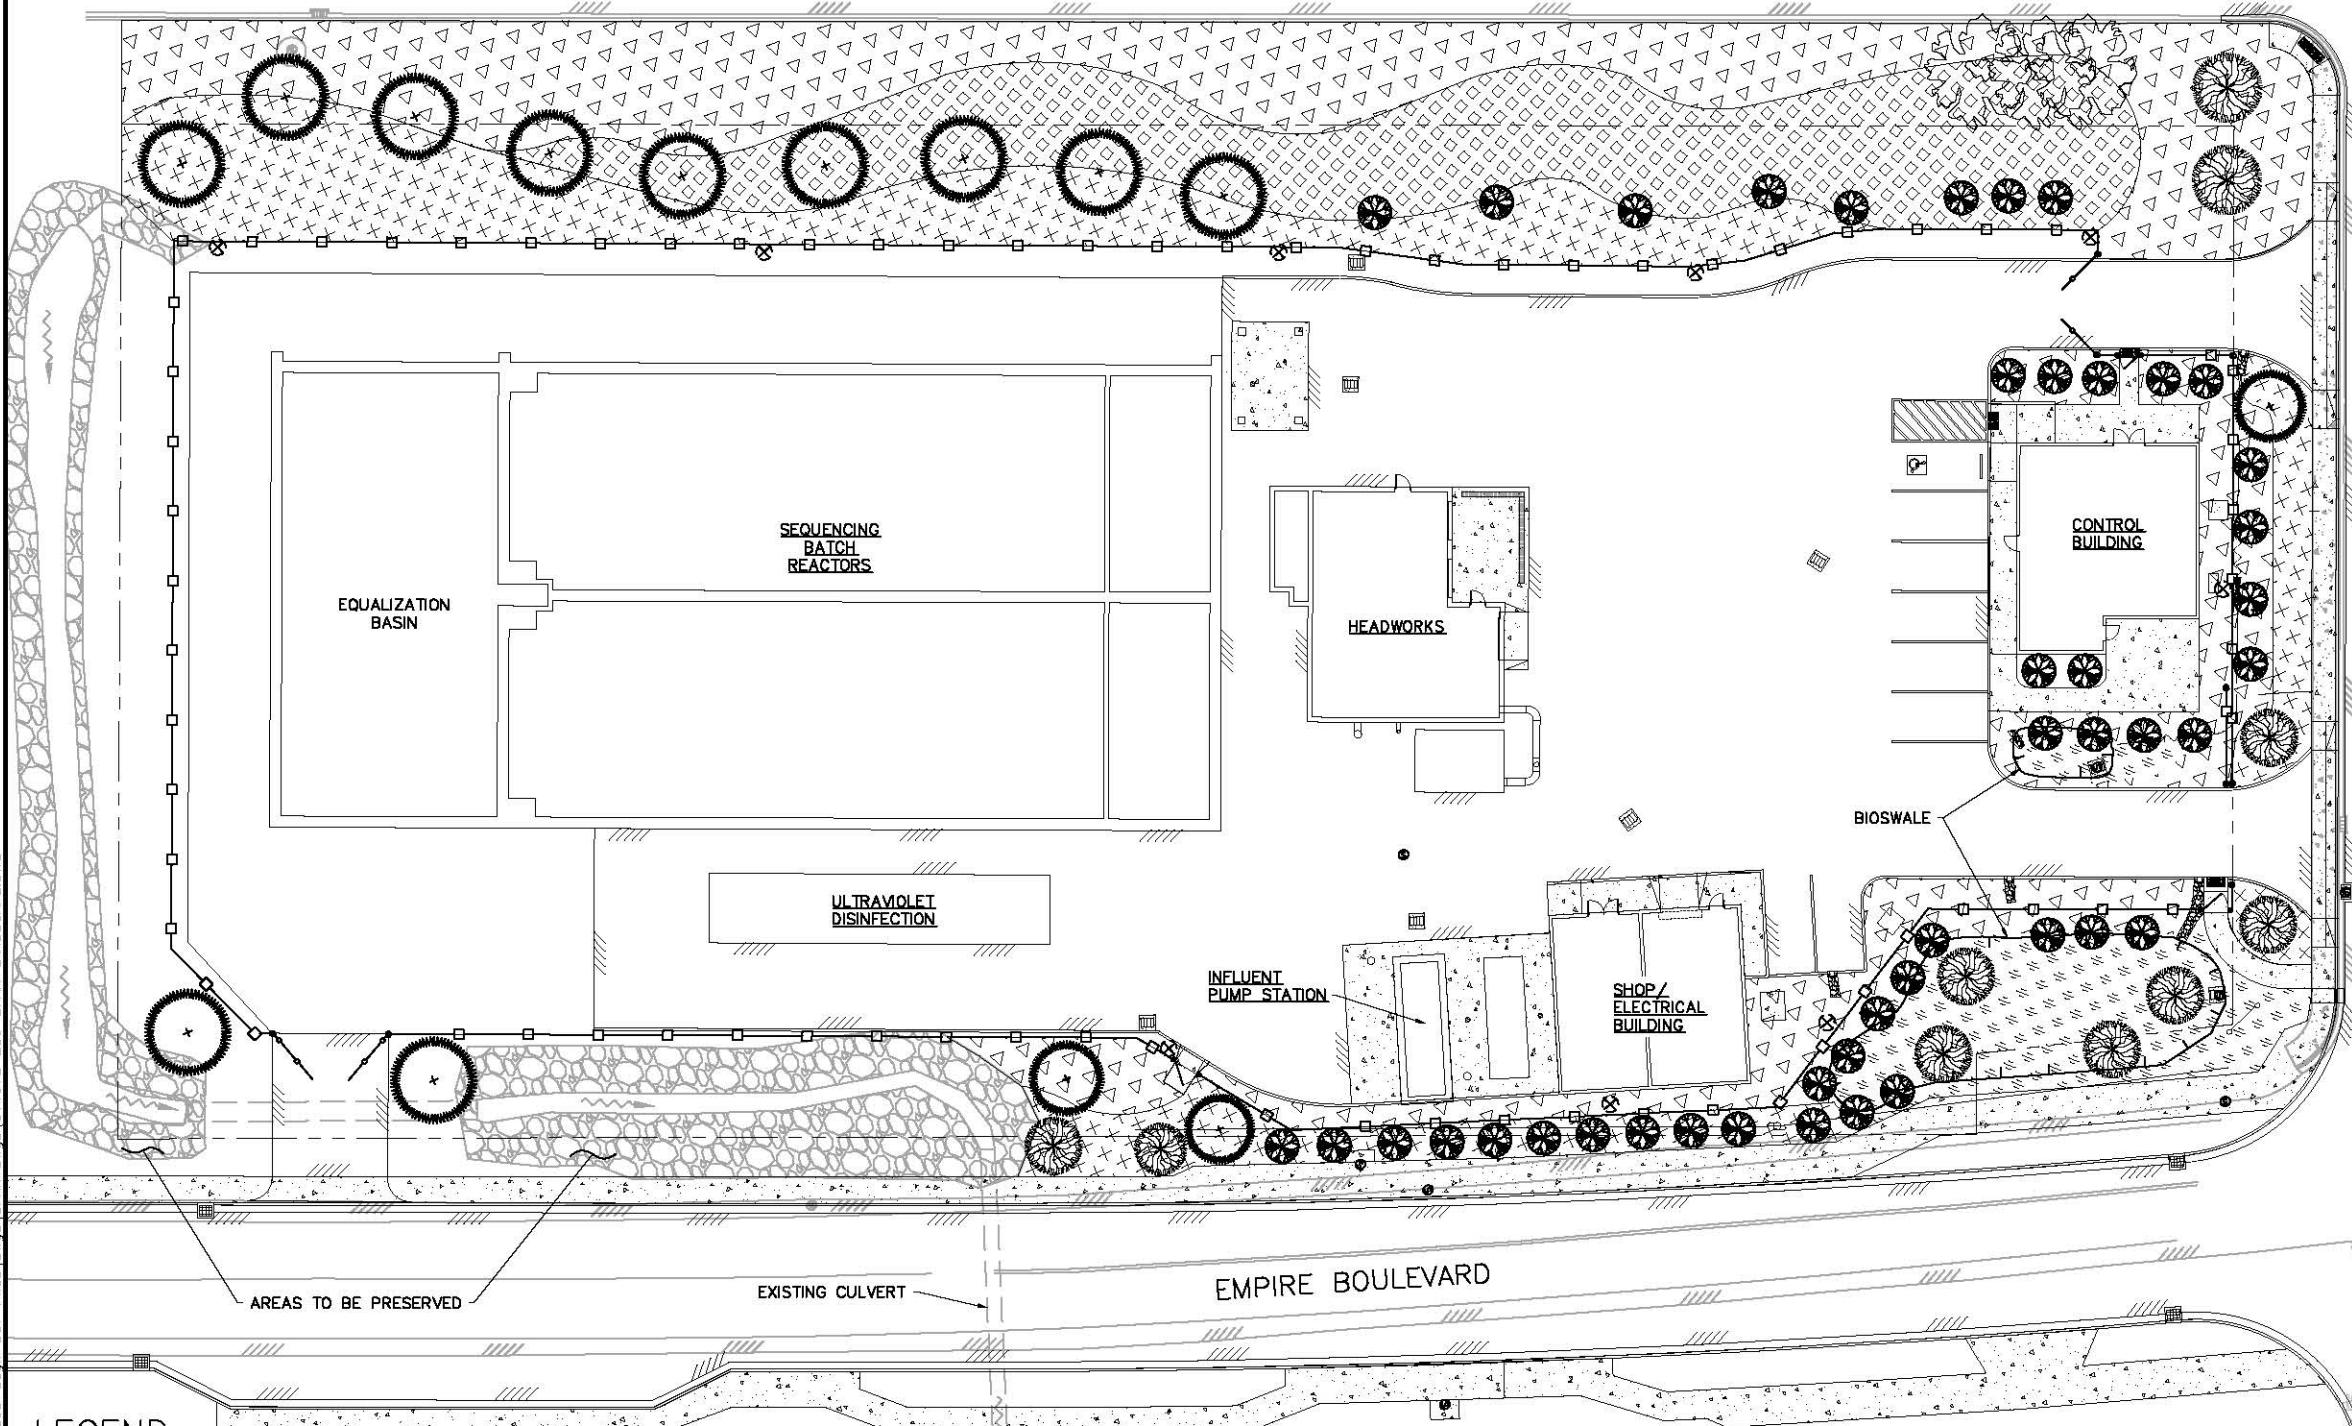 SEQUENCING
BATCH
REACTORS
CONTROL
BUILDING
EQUALIZATION
BASIN
HEADWORKS
BIOSWALE
ULTRAVIOLET
DISINFECTION
INFLUENT
PUMP STATION
SHOP/
ELECTRICAL
BUILDING
AREAS TO BE PRESERVED
EXISTING CULVERT
EMPIRE BOULEVARD
LEGEND